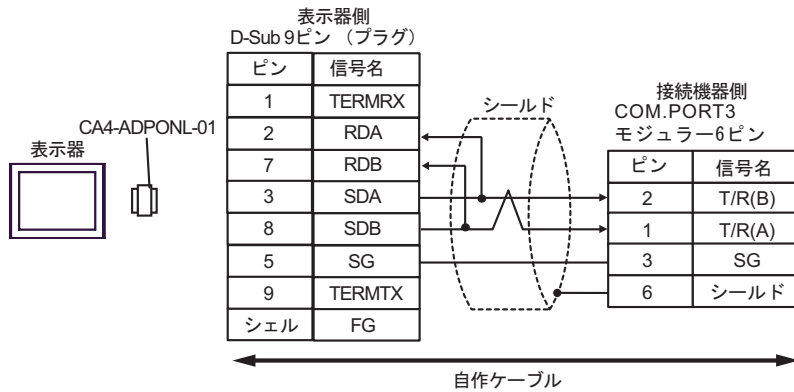 表示器側
D-Sub 9ピン （プラグ）
ピン 信号名
1 TERMRX
2 RDA
7 RDB
3 SDA
8 SDB
5 SG
9 TERMTX
シェル FG
CA4-ADPONL-01
表示器
シールド
接続機器側
COM.PORT3
モジュラー6ピン
ピン 信号名
2 T/R(B)
1 T/R(A)
3 SG
6 シールド
自作ケーブル